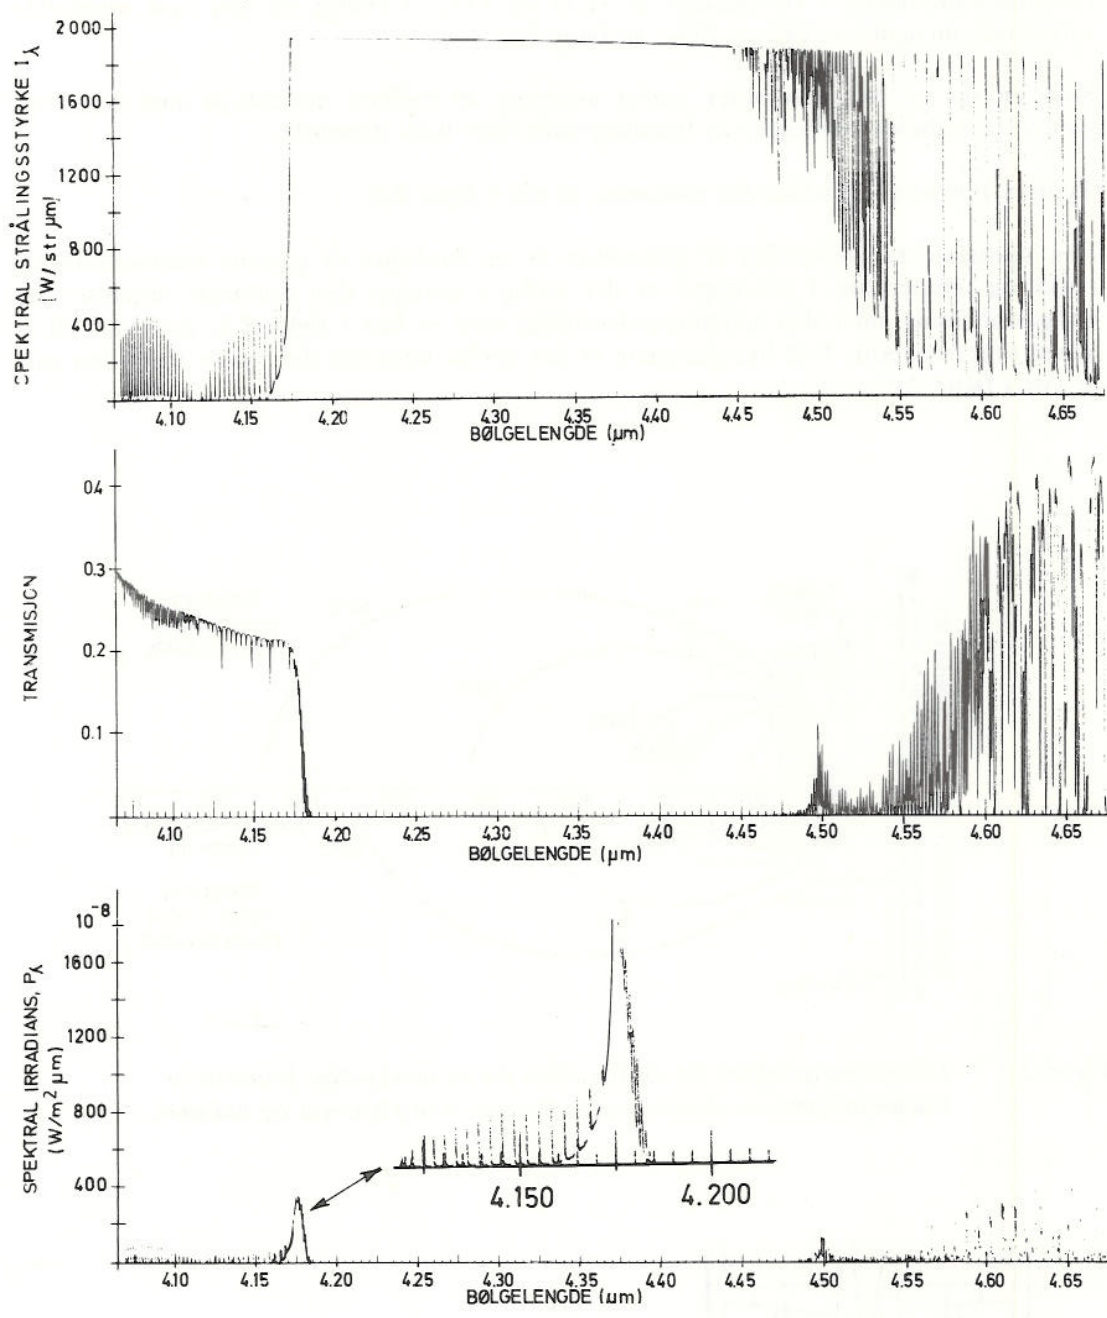 SPEKTRAL STRÅLINGSSTYRKE I λ
(W/str μm)
2000
1600
1200
800
400
4.10 4.15 4.20 4.25 4.30 4.35 4.40 4.45 4.50 4.55 4.60 4.65
BØLGELENGDE (μm)
TRANSMISJON
0.4
0.3
0.2
0.1
4.10 4.15 4.20 4.25 4.30 4.35 4.40 4.45 4.50 4.55 4.60 4.65
BØLGELENGDE (μm)
SPEKTRAL IRRADIANS, Pλ
(W/m² μm)
10⁻⁸
1600
1200
800
400
4.150 4.200
4.10 4.15 4.20 4.25 4.30 4.35 4.40 4.45 4.50 4.55 4.60 4.65
BØLGELENGDE (μm)